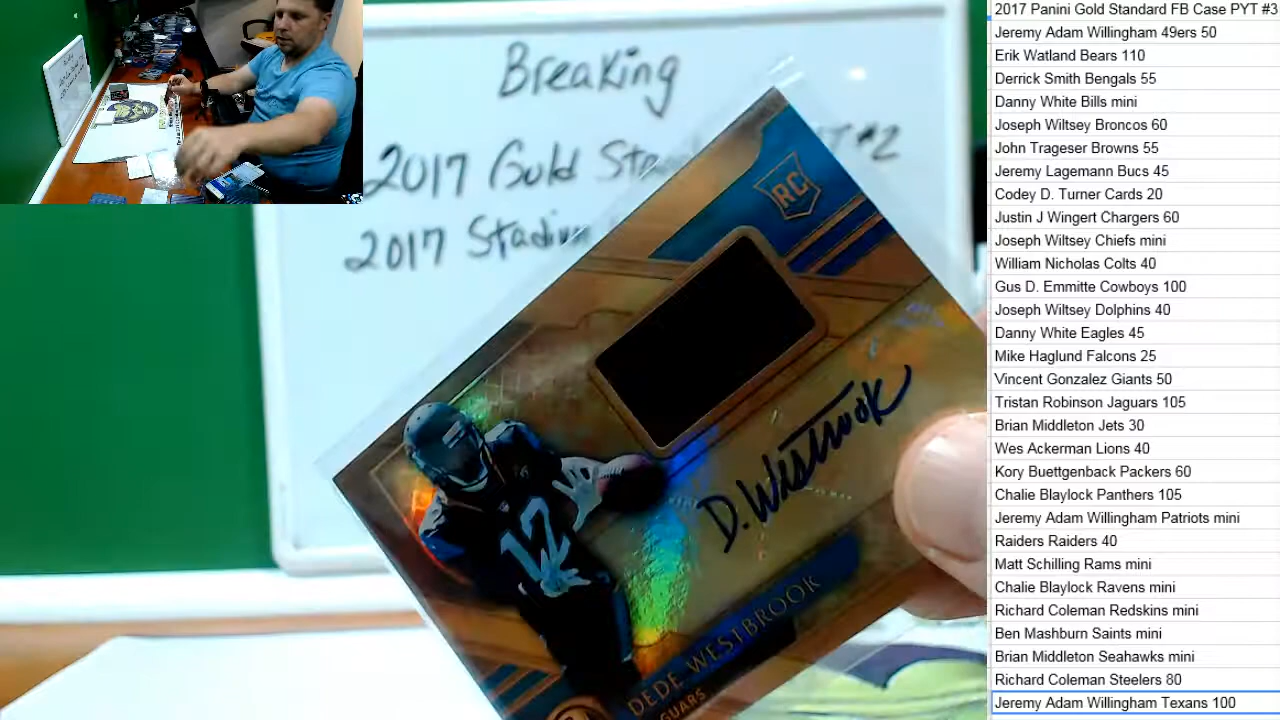 Breaking
2017 Gold #2
2017
RC
D. Westbrook
12
DEDE WESTBROOK
2017 Panini Gold Standard FB Case PYT #3
Jeremy Adam Willingham 49ers 50
Erik Watland Bears 110
Derrick Smith Bengals 55
Danny White Bills mini
Joseph Wiltsey Broncos 60
John Trageser Browns 55
Jeremy Lagemann Bucs 45
Codey D. Turner Cards 20
Justin J Wingert Chargers 60
Joseph Wiltsey Chiefs mini
William Nicholas Colts 40
Gus D. Emmitte Cowboys 100
Joseph Wiltsey Dolphins 40
Danny White Eagles 45
Mike Haglund Falcons 25
Vincent Gonzalez Giants 50
Tristan Robinson Jaguars 105
Brian Middleton Jets 30
Wes Ackerman Lions 40
Kory Buettgenback Packers 60
Chalie Blaylock Panthers 105
Jeremy Adam Willingham Patriots mini
Raiders Raiders 40
Matt Schilling Rams mini
Chalie Blaylock Ravens mini
Richard Coleman Redskins mini
Ben Mashburn Saints mini
Brian Middleton Seahawks mini
Richard Coleman Steelers 80
Jeremy Adam Willingham Texans 100